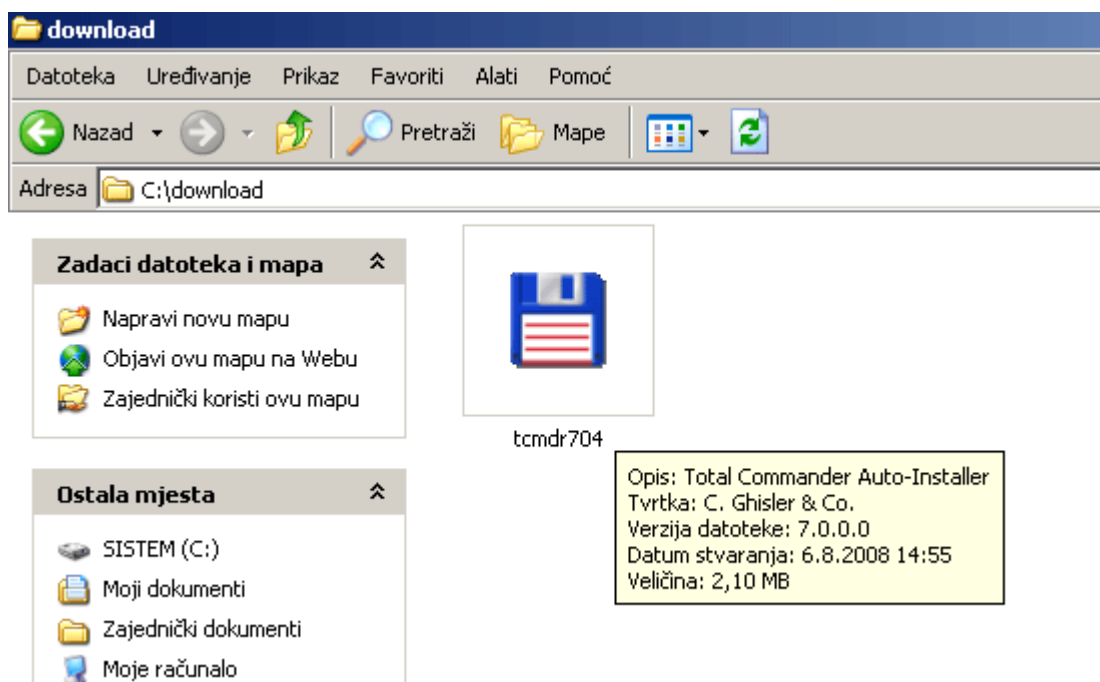 download
Datoteka Uređivanje Prikaz Favoriti Alati Pomoć
Nazad Pretraži Mape
Adresa C:\download
Zadaci datoteka i mapa
Napravi novu mapu
Objavi ovu mapu na Webu
Zajednički koristi ovu mapu
tcmdr704
Opis: Total Commander Auto-Installer
Tvrtka: C. Ghisler & Co.
Verzija datoteke: 7.0.0.0
Datum stvaranja: 6.8.2008 14:55
Veličina: 2,10 MB
Ostala mjesta
SISTEM (C:)
Moji dokumenti
Zajednički dokumenti
Moje računalo